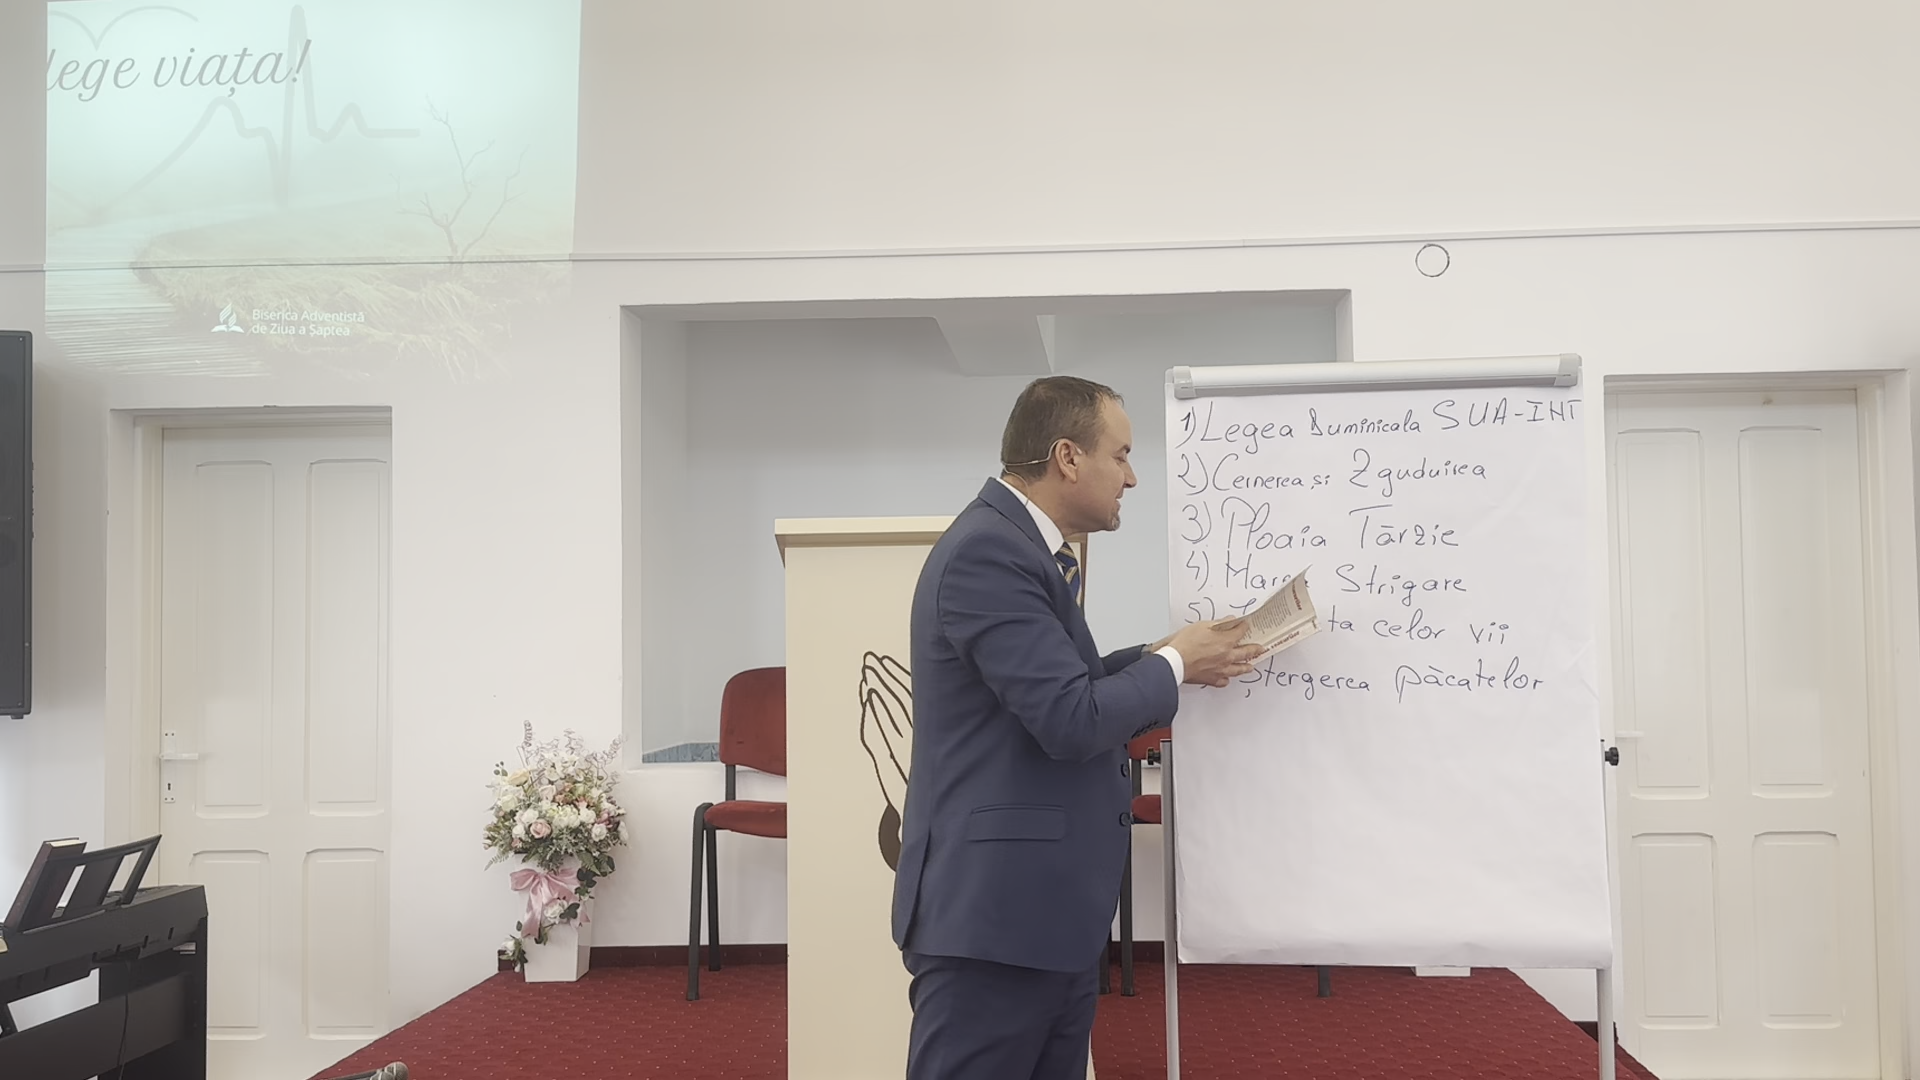 lege viața!
Biserica Adventistă
de Ziua a Șaptea
1) Legea Duminicala SUA-INT
2) Cernerea și Zguduirea
3) Ploaia Târzie
4) Marea Strigare
5) celor vii
Ștergerea păcatelor